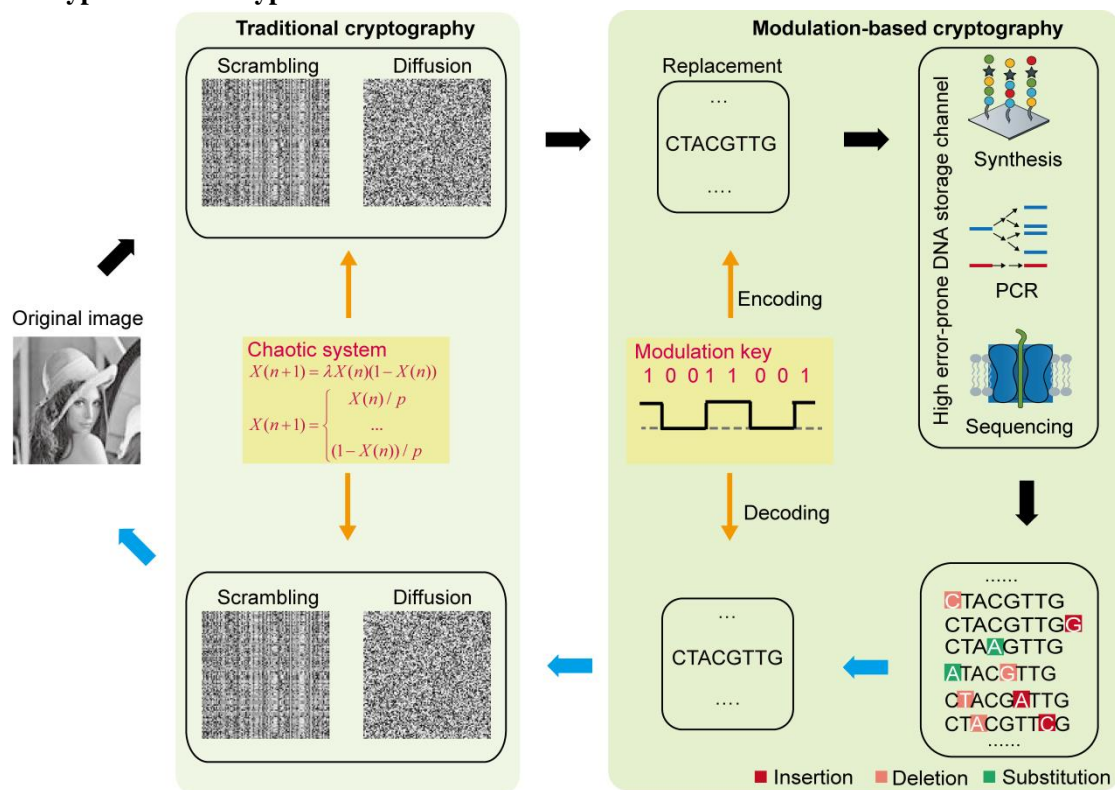 Traditional cryptography
Scrambling Diffusion
Modulation-based cryptography
Replacement
...
CTACGTTG
....
High error-prone DNA storage channel
Synthesis
PCR
Sequencing
Original image
Chaotic system
X(n+1) = λX(n)(1−X(n))
X(n+1) = { X(n) / p
...
(1−X(n)) / p
Encoding
Modulation key
1 0 0 1 1 0 0 1
Decoding
Scrambling Diffusion
...
CTACGTTG
....
......
CTACGTTG
CTACGTTGG
CTAAGTTG
ATACGTTG
CTACGATTG
CTACGTTCG
......
Insertion Deletion Substitution